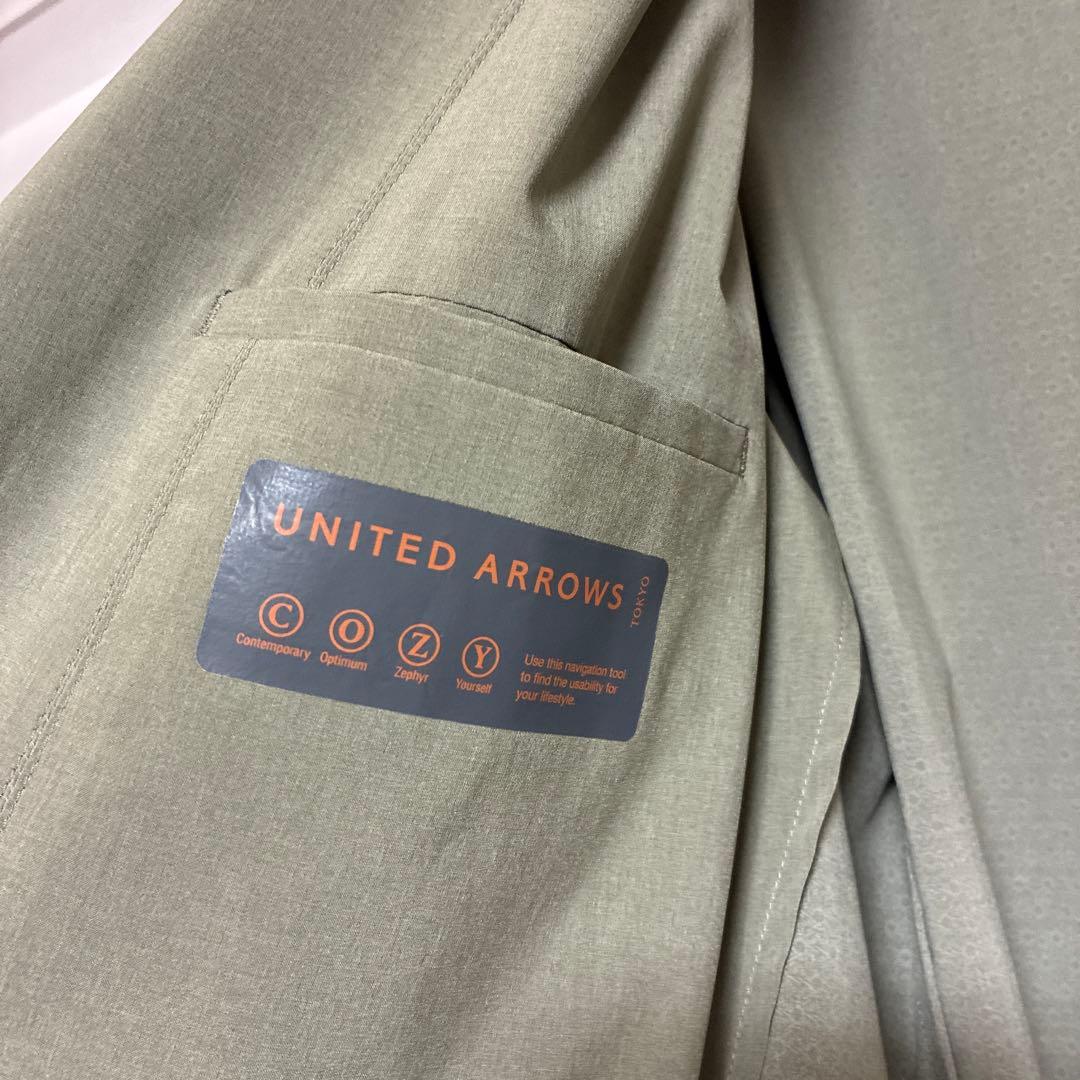 UNITED ARROWS
TOKYO
C O Z Y
Contemporary Optimum Zephyr Yourself
Use this navigation tool
to find the usability for
your lifestyle.